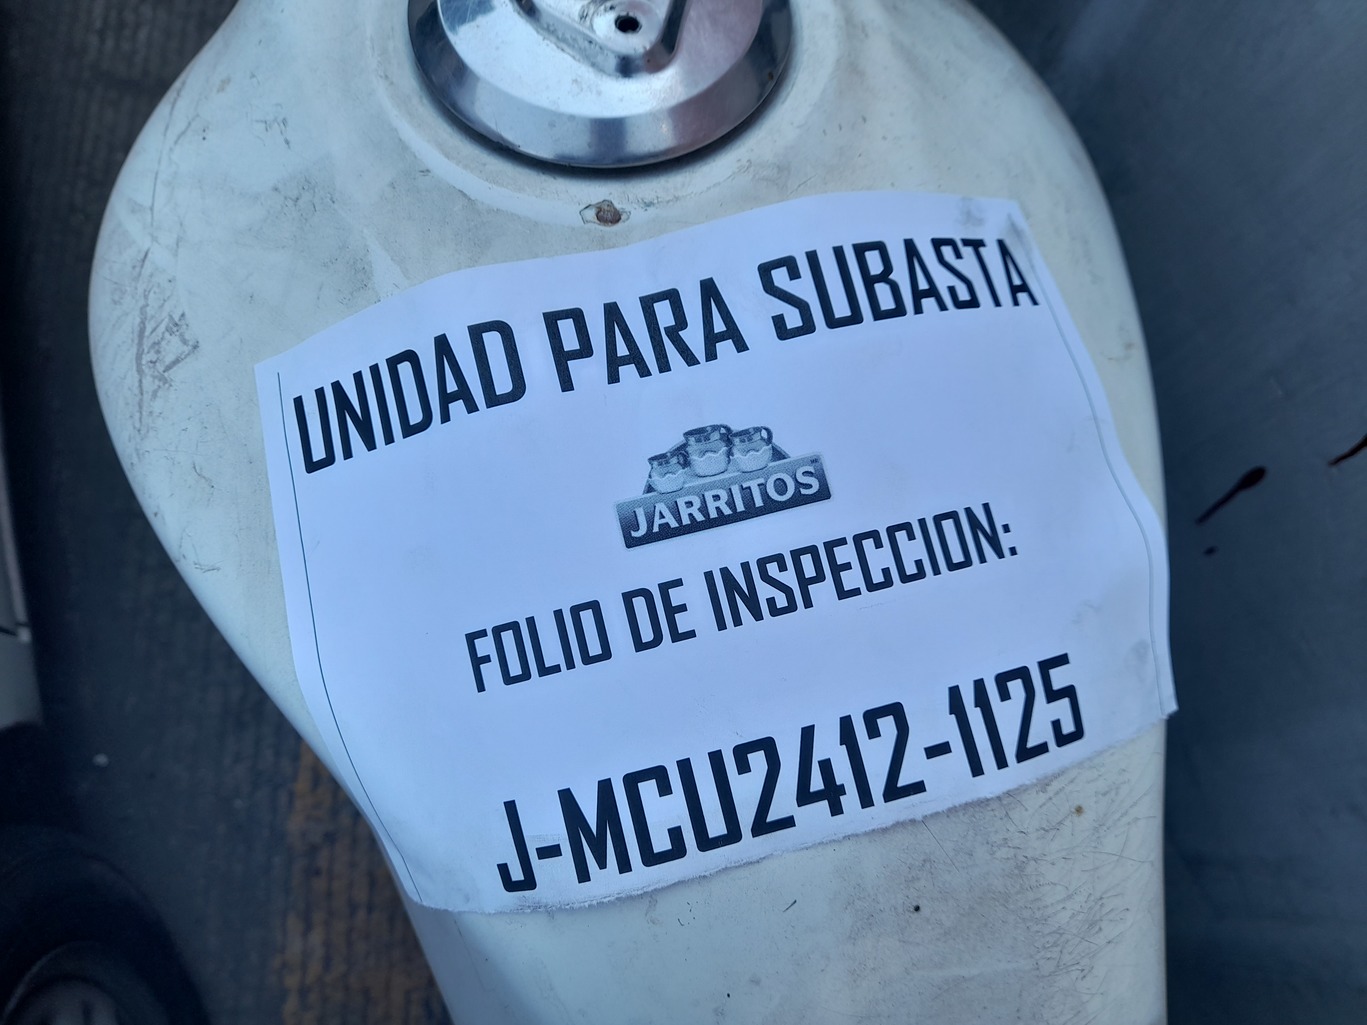 UNIDAD PARA SUBASTA
JARRITOS
FOLIO DE INSPECCION:
J-MCU2412-1125